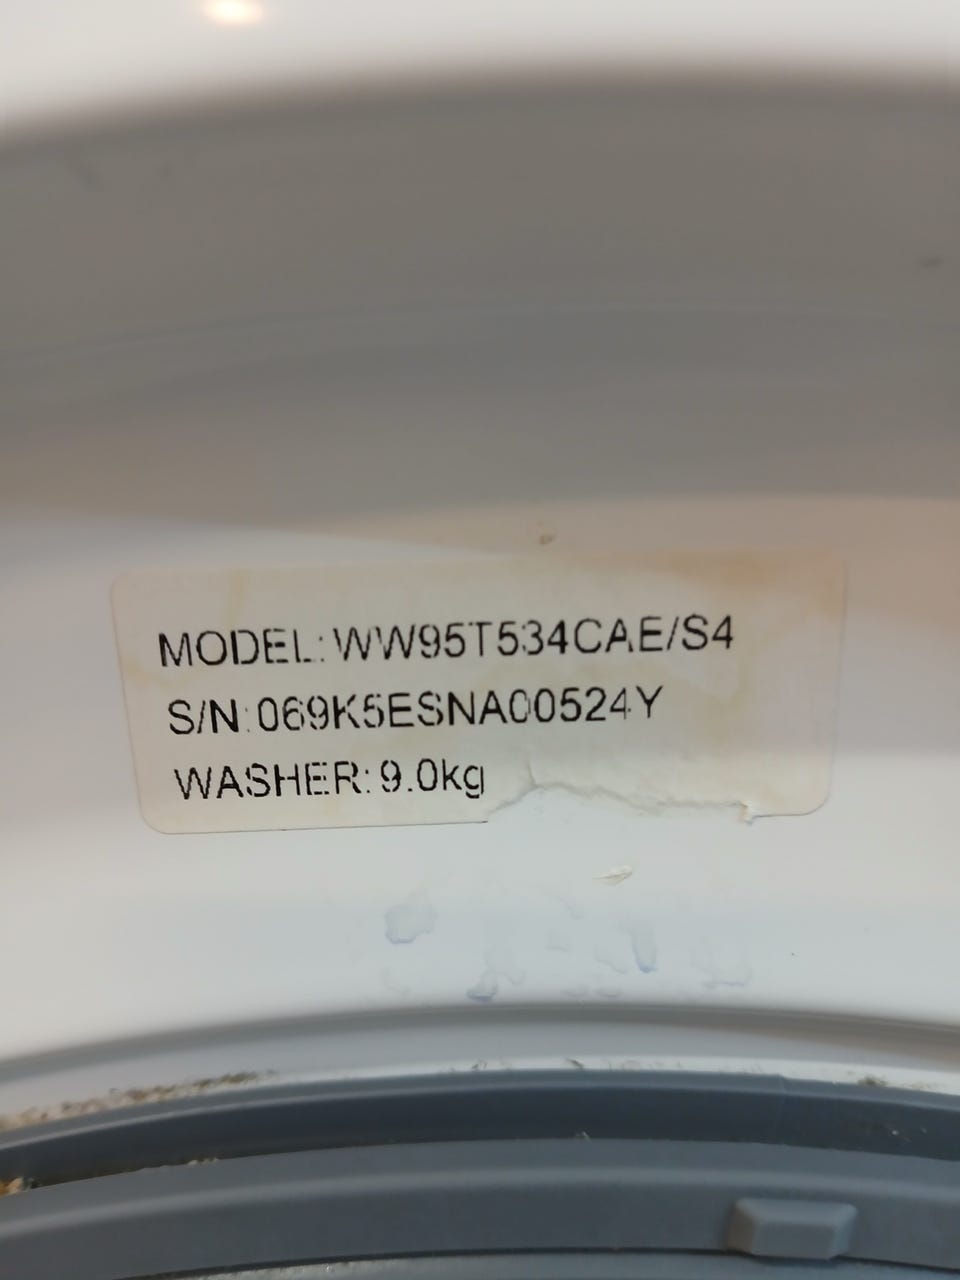 MODEL:WW95T534CAE/S4
S/N:069K5ESNA00524Y
WASHER:9.0kg